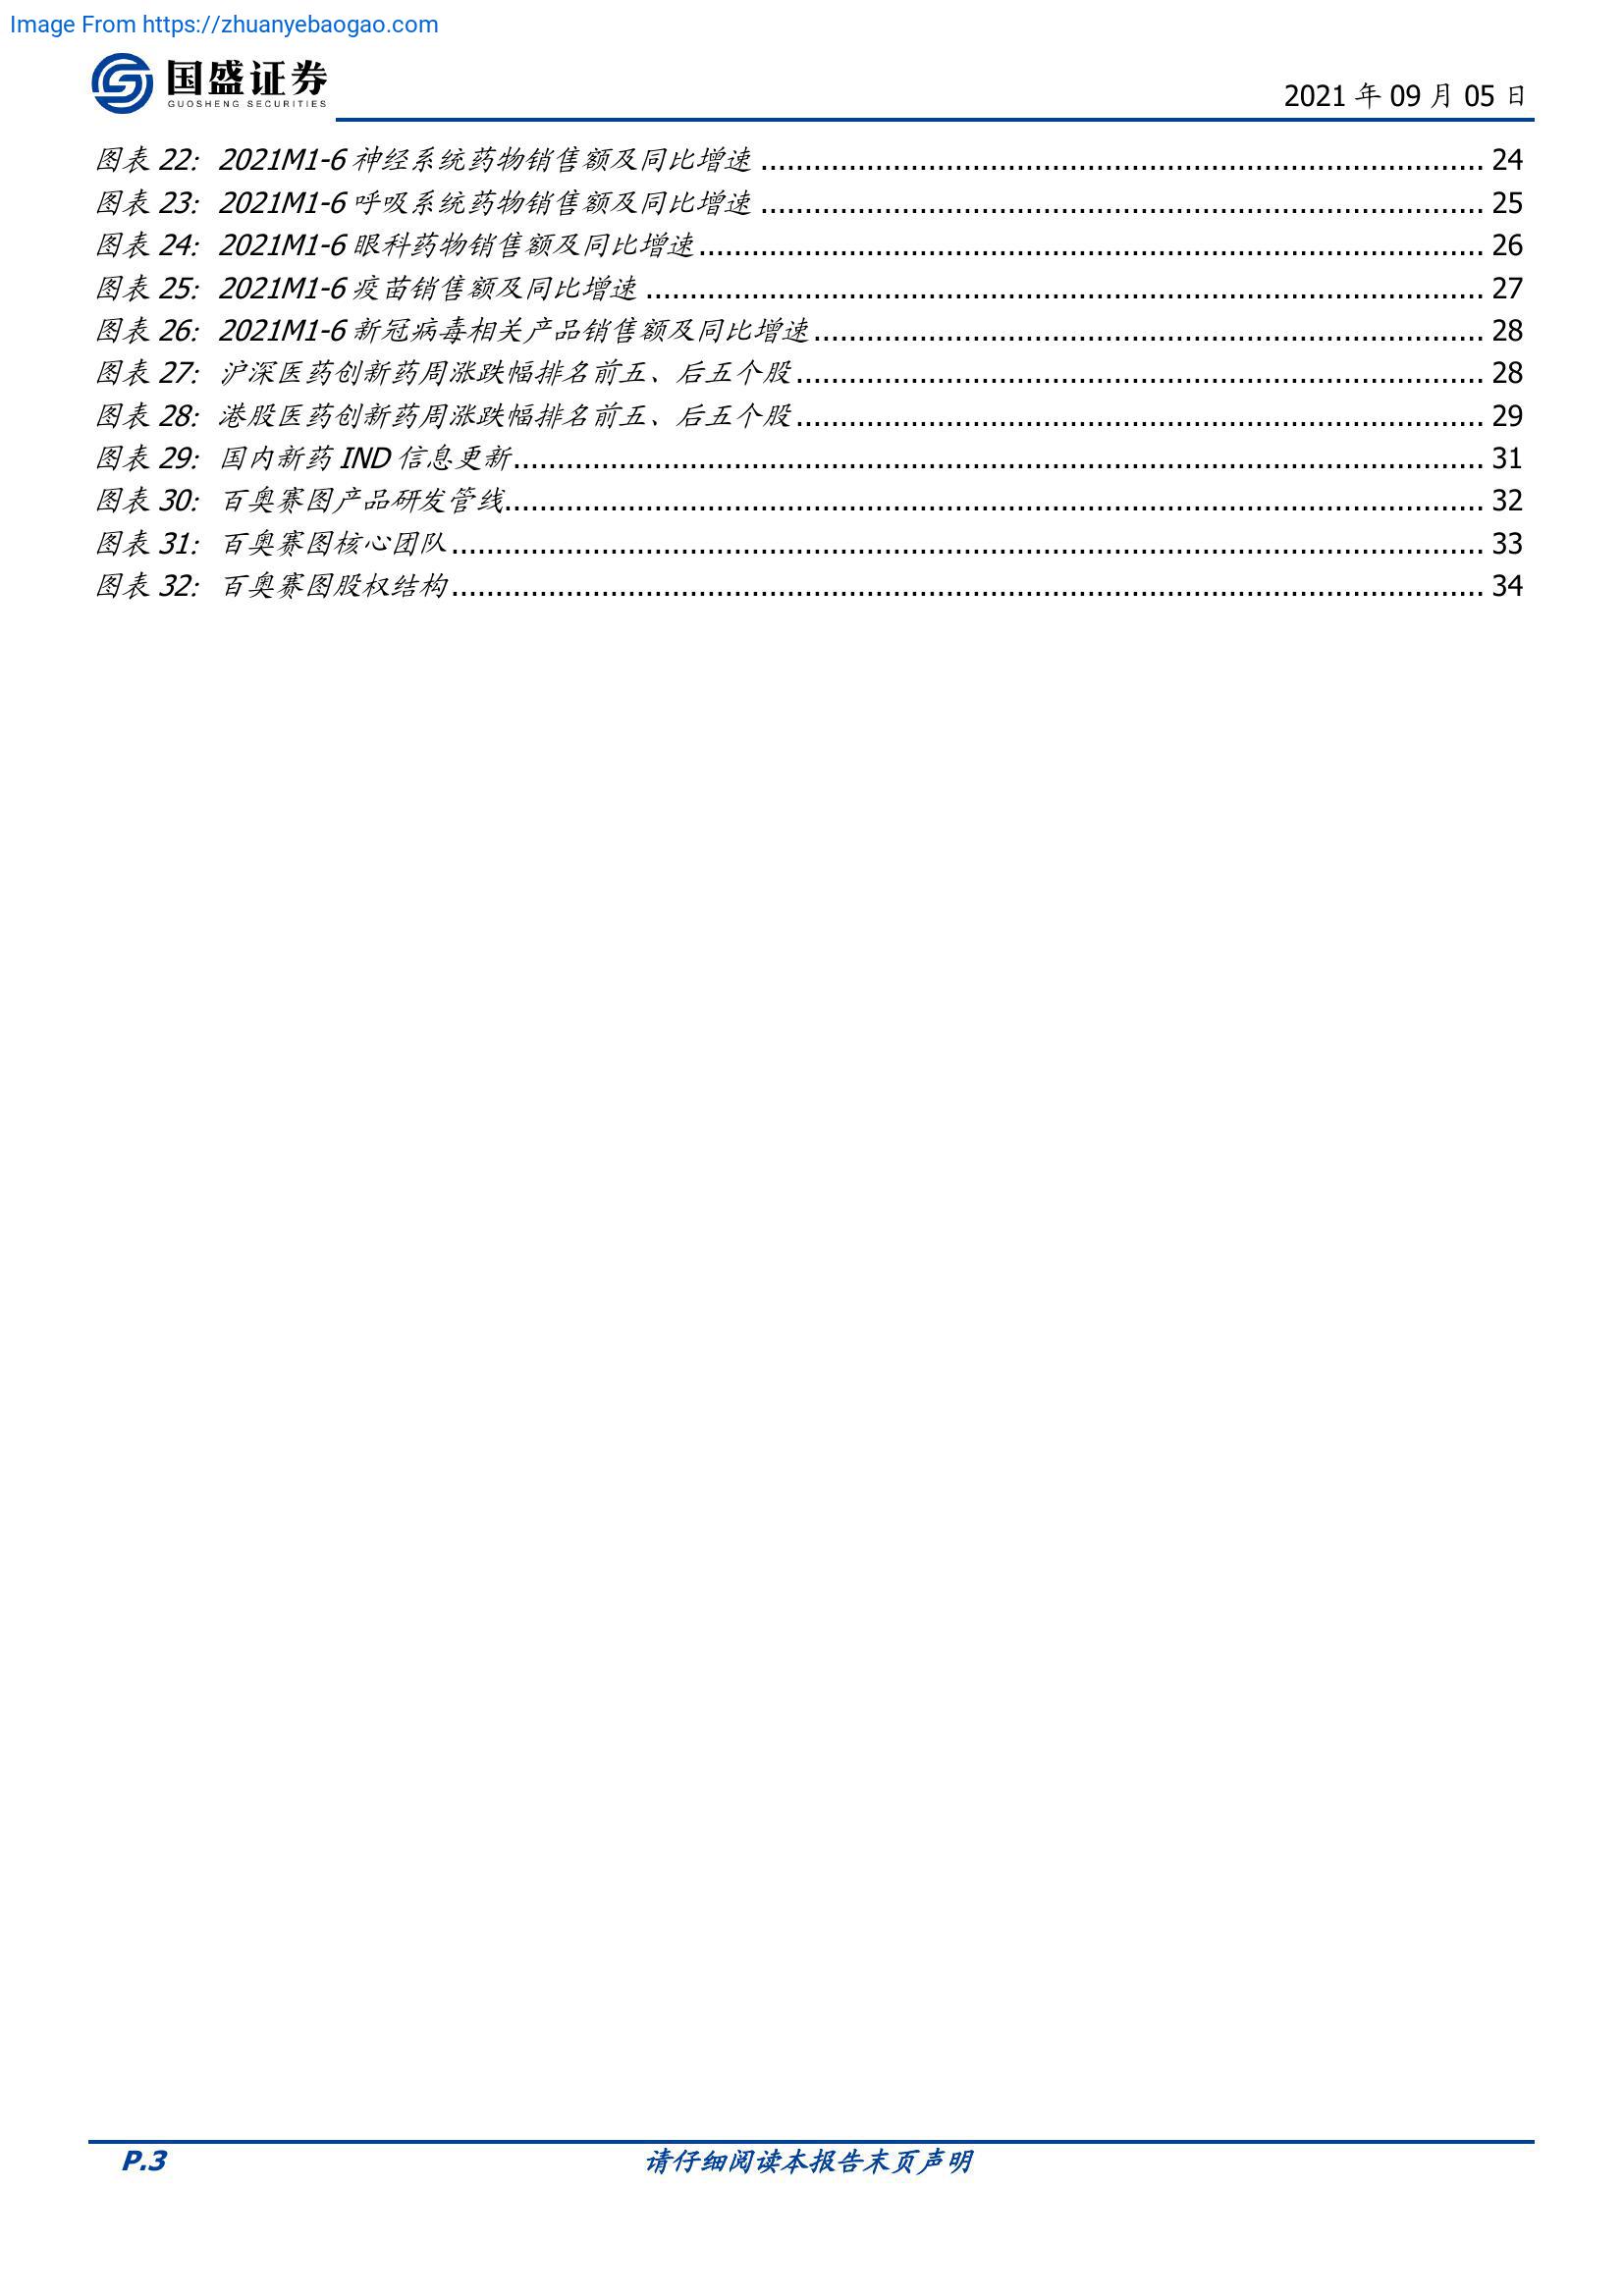 Image From https://zhuanyebaogao.com
国盛证券
GUOSHENG SECURITIES
2021 年 09 月 05 日
图表 22: 2021M1-6 神经系统药物销售额及同比增速 24
图表 23: 2021M1-6 呼吸系统药物销售额及同比增速 25
图表 24: 2021M1-6 眼科药物销售额及同比增速 26
图表 25: 2021M1-6 疫苗销售额及同比增速 27
图表 26: 2021M1-6 新冠病毒相关产品销售额及同比增速 28
图表 27: 沪深医药创新药周涨跌幅排名前五、后五个股 28
图表 28: 港股医药创新药周涨跌幅排名前五、后五个股 29
图表 29: 国内新药 IND 信息更新 31
图表 30: 百奥赛图产品研发管线 32
图表 31: 百奥赛图核心团队 33
图表 32: 百奥赛图股权结构 34
P.3
请仔细阅读本报告末页声明